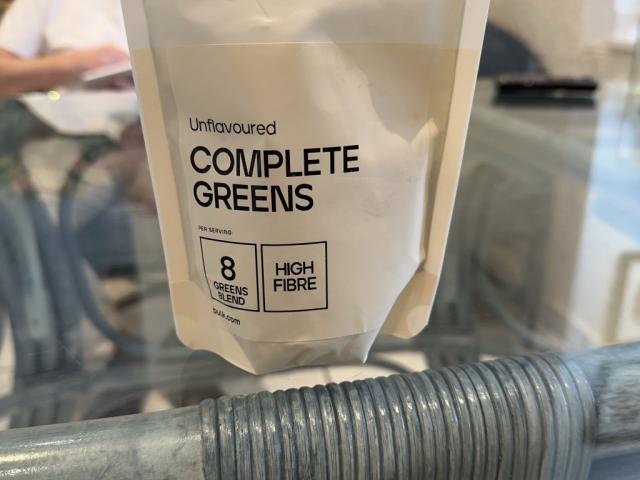 Unflavoured
COMPLETE
GREENS
PER SERVING:
8
GREENS
BLEND
HIGH
FIBRE
bulk.com